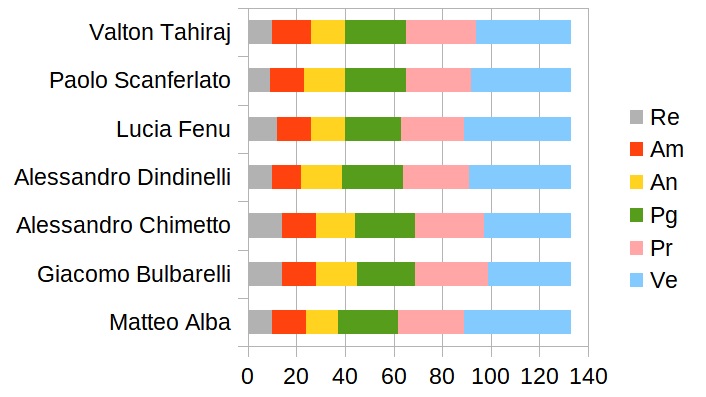 Valton Tahiraj
Paolo Scanferlato
Lucia Fenu
Alessandro Dindinelli
Alessandro Chimetto
Giacomo Bulbarelli
Matteo Alba
0 20 40 60 80 100 120 140
Re
Am
An
Pg
Pr
Ve